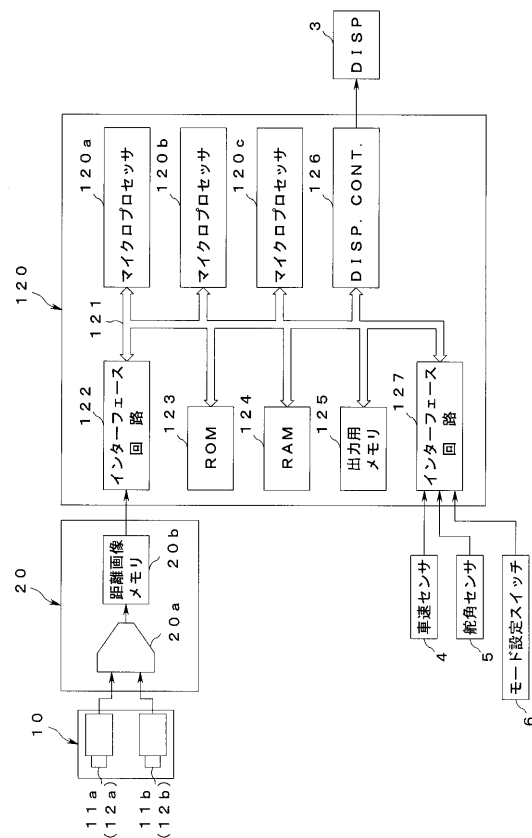 10
11a
(12a)
11b
(12b)
20
20a
20b
距離画像
メモリ
120
121
122
インターフェース
回路
123
ROM
124
RAM
125
出力用
メモリ
127
インターフェース
回路
120a
マイクロプロセッサ
120b
マイクロプロセッサ
120c
マイクロプロセッサ
126
DISP. CONT.
3
DISP
車速センサ
4
舵角センサ
5
モード設定スイッチ
6